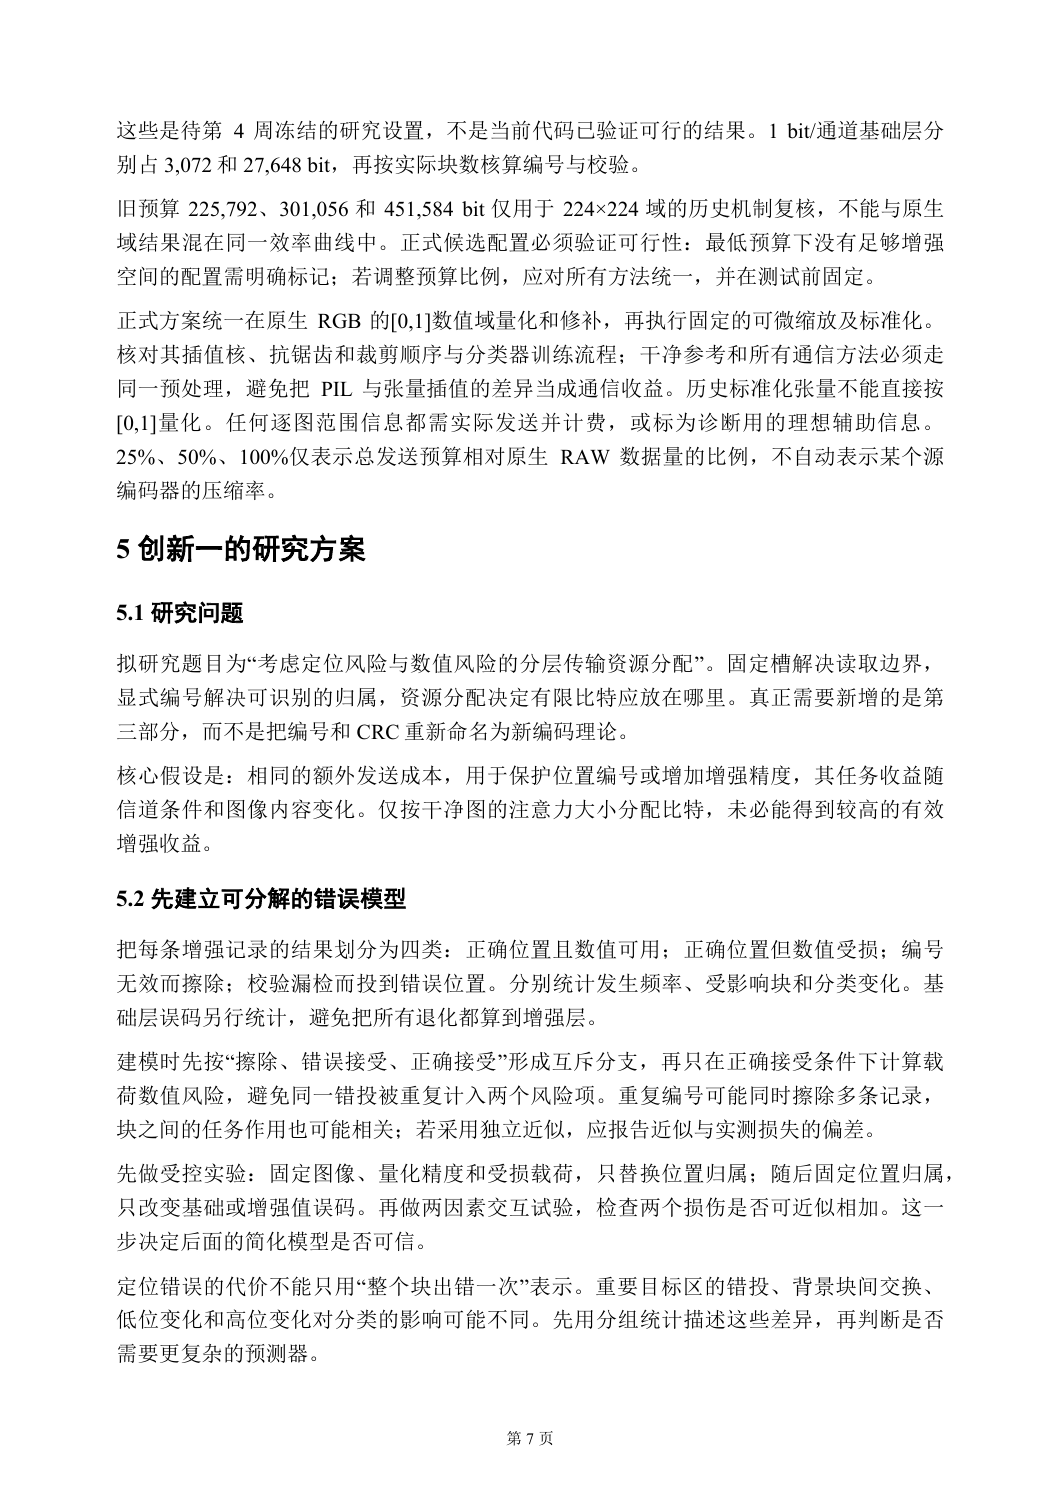 这些是待第 4 周冻结的研究设置，不是当前代码已验证可行的结果。1 bit/通道基础层分
别占 3,072 和 27,648 bit，再按实际块数核算编号与校验。
旧预算 225,792、301,056 和 451,584 bit 仅用于 224×224 域的历史机制复核，不能与原生
域结果混在同一效率曲线中。正式候选配置必须验证可行性：最低预算下没有足够增强
空间的配置需明确标记；若调整预算比例，应对所有方法统一，并在测试前固定。
正式方案统一在原生 RGB 的[0,1]数值域量化和修补，再执行固定的可微缩放及标准化。
核对其插值核、抗锯齿和裁剪顺序与分类器训练流程；干净参考和所有通信方法必须走
同一预处理，避免把 PIL 与张量插值的差异当成通信收益。历史标准化张量不能直接按
[0,1]量化。任何逐图范围信息都需实际发送并计费，或标为诊断用的理想辅助信息。
25%、50%、100%仅表示总发送预算相对原生 RAW 数据量的比例，不自动表示某个源
编码器的压缩率。
5 创新一的研究方案
5.1 研究问题
拟研究题目为“考虑定位风险与数值风险的分层传输资源分配”。固定槽解决读取边界，
显式编号解决可识别的归属，资源分配决定有限比特应放在哪里。真正需要新增的是第
三部分，而不是把编号和 CRC 重新命名为新编码理论。
核心假设是：相同的额外发送成本，用于保护位置编号或增加增强精度，其任务收益随
信道条件和图像内容变化。仅按干净图的注意力大小分配比特，未必能得到较高的有效
增强收益。
5.2 先建立可分解的错误模型
把每条增强记录的结果划分为四类：正确位置且数值可用；正确位置但数值受损；编号
无效而擦除；校验漏检而投到错误位置。分别统计发生频率、受影响块和分类变化。基
础层误码另行统计，避免把所有退化都算到增强层。
建模时先按“擦除、错误接受、正确接受”形成互斥分支，再只在正确接受条件下计算载
荷数值风险，避免同一错投被重复计入两个风险项。重复编号可能同时擦除多条记录，
块之间的任务作用也可能相关；若采用独立近似，应报告近似与实测损失的偏差。
先做受控实验：固定图像、量化精度和受损载荷，只替换位置归属；随后固定位置归属，
只改变基础或增强值误码。再做两因素交互试验，检查两个损伤是否可近似相加。这一
步决定后面的简化模型是否可信。
定位错误的代价不能只用“整个块出错一次”表示。重要目标区的错投、背景块间交换、
低位变化和高位变化对分类的影响可能不同。先用分组统计描述这些差异，再判断是否
需要更复杂的预测器。
第 7 页